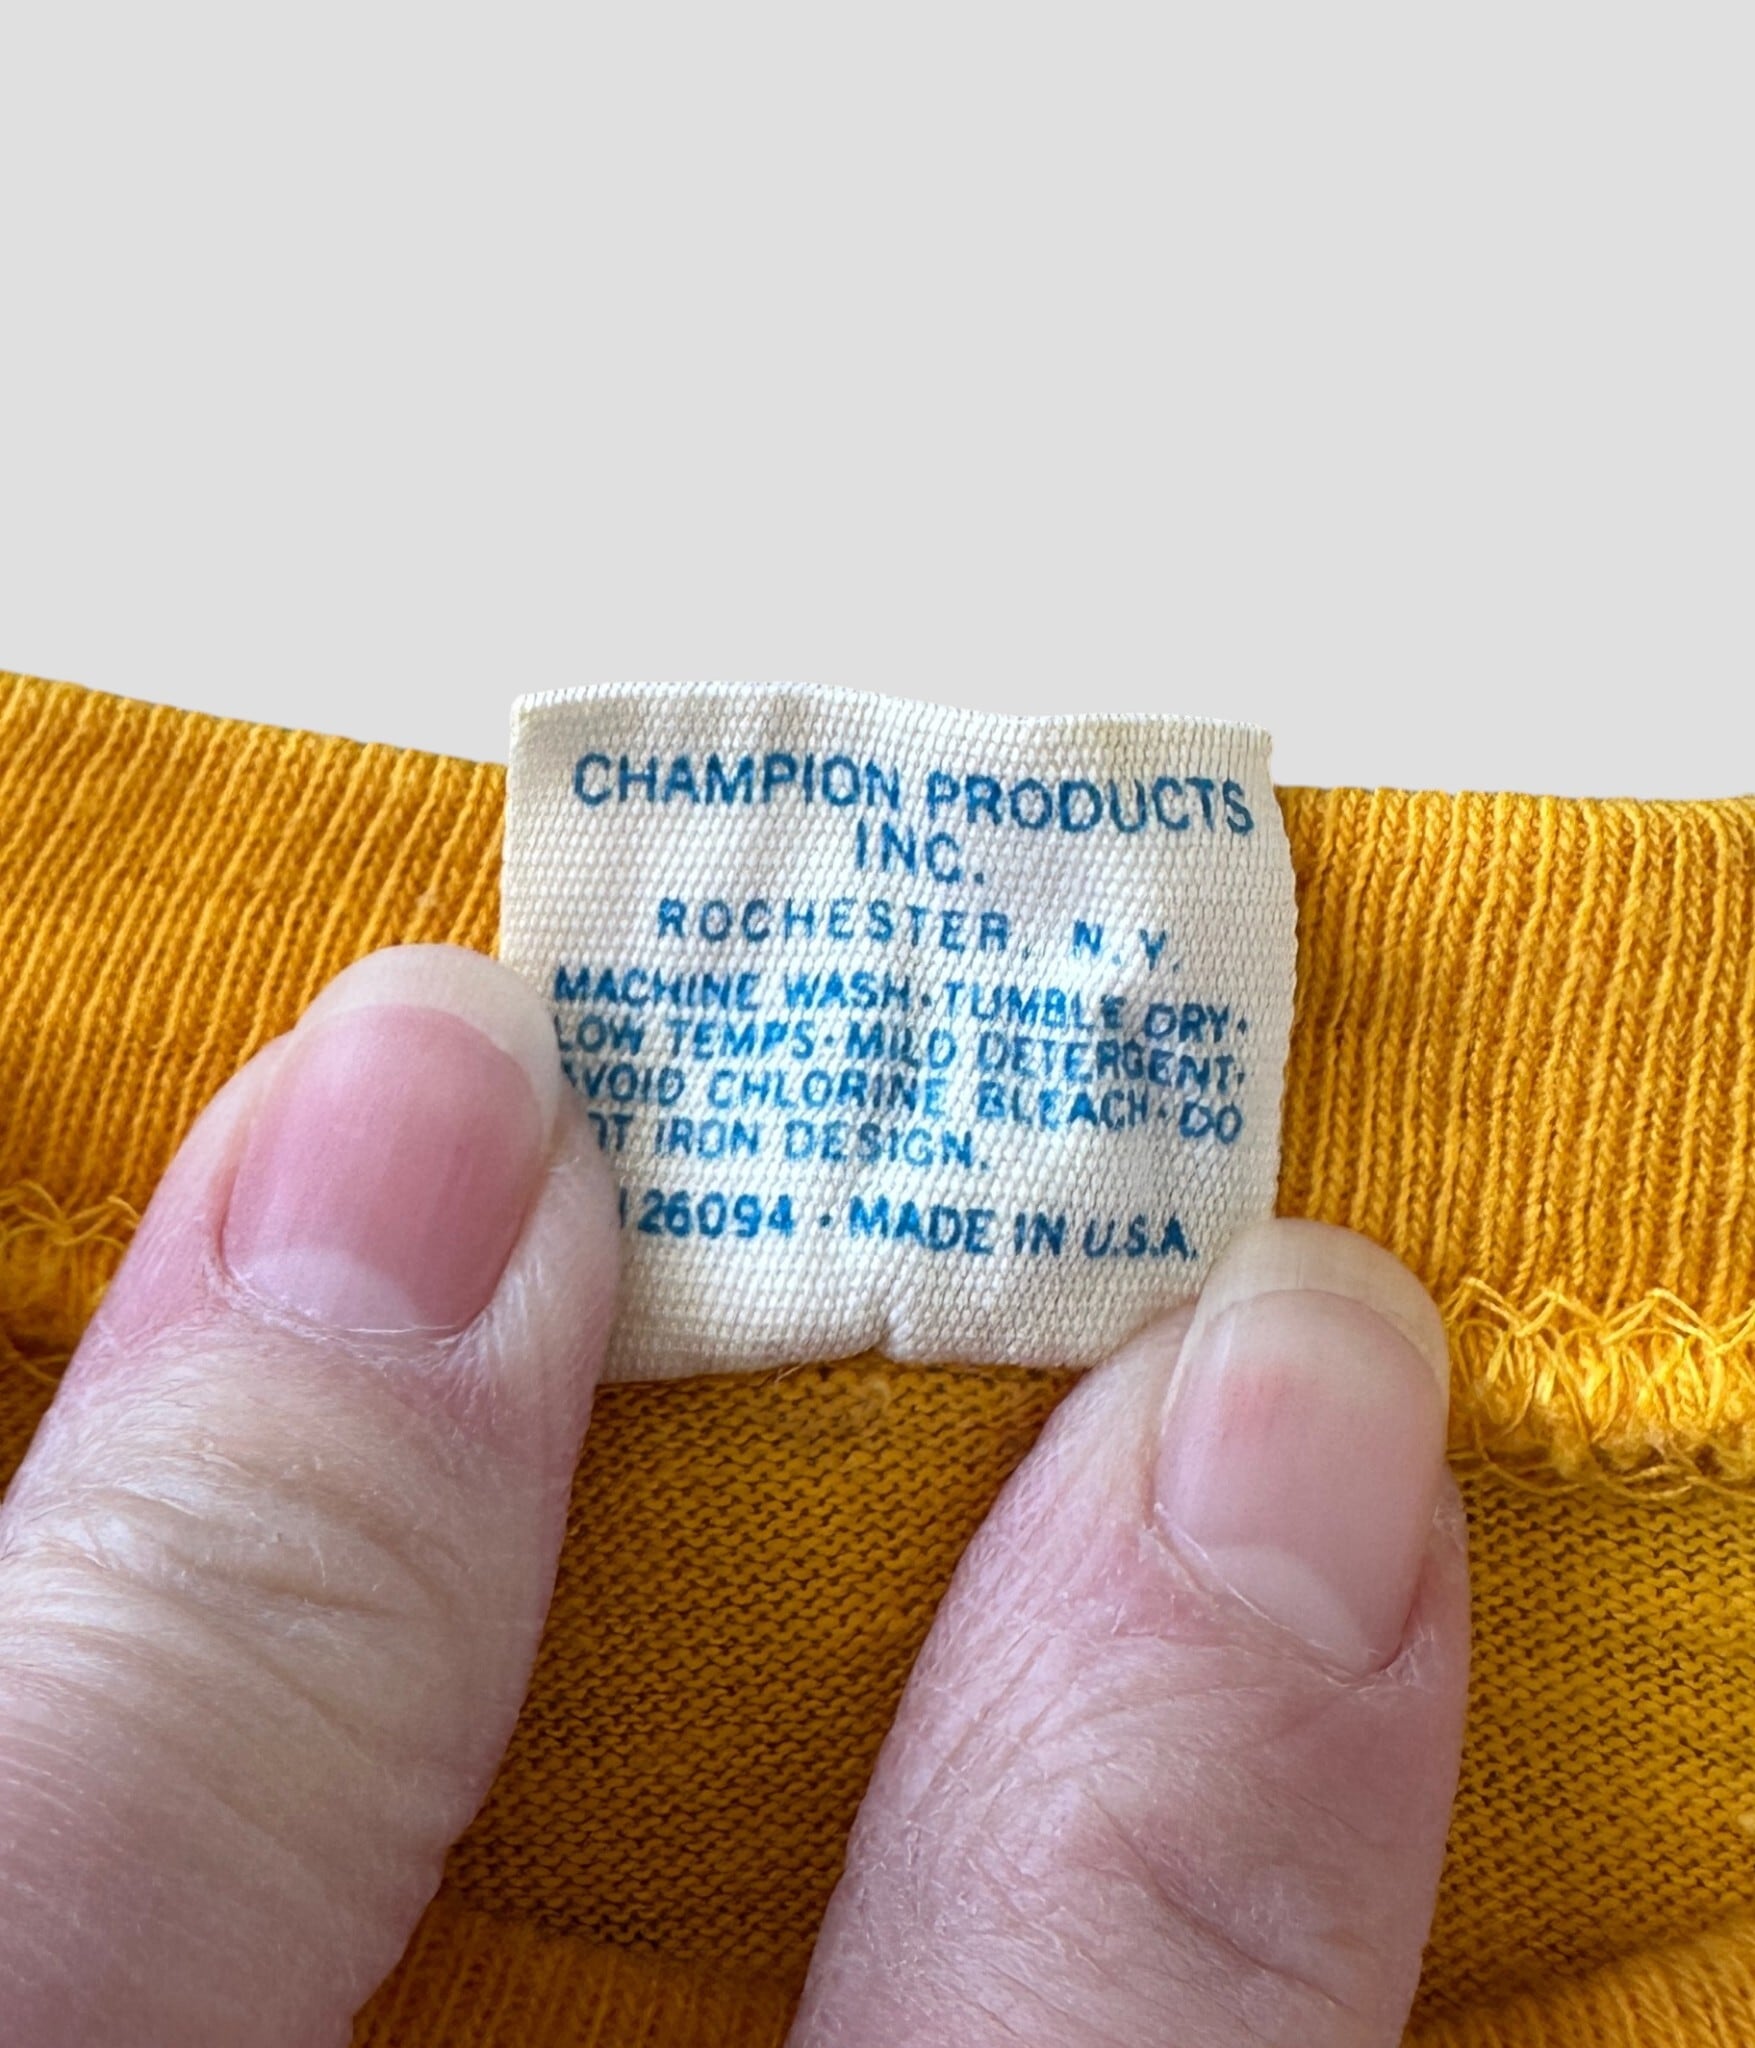 CHAMPION PRODUCTS
INC.
ROCHESTER, N.Y.
MACHINE WASH·TUMBLE DRY·
LOW TEMPS·MILD DETERGENT·
AVOID CHLORINE BLEACH·DO
IRON DESIGN.
126094·MADE IN U.S.A.